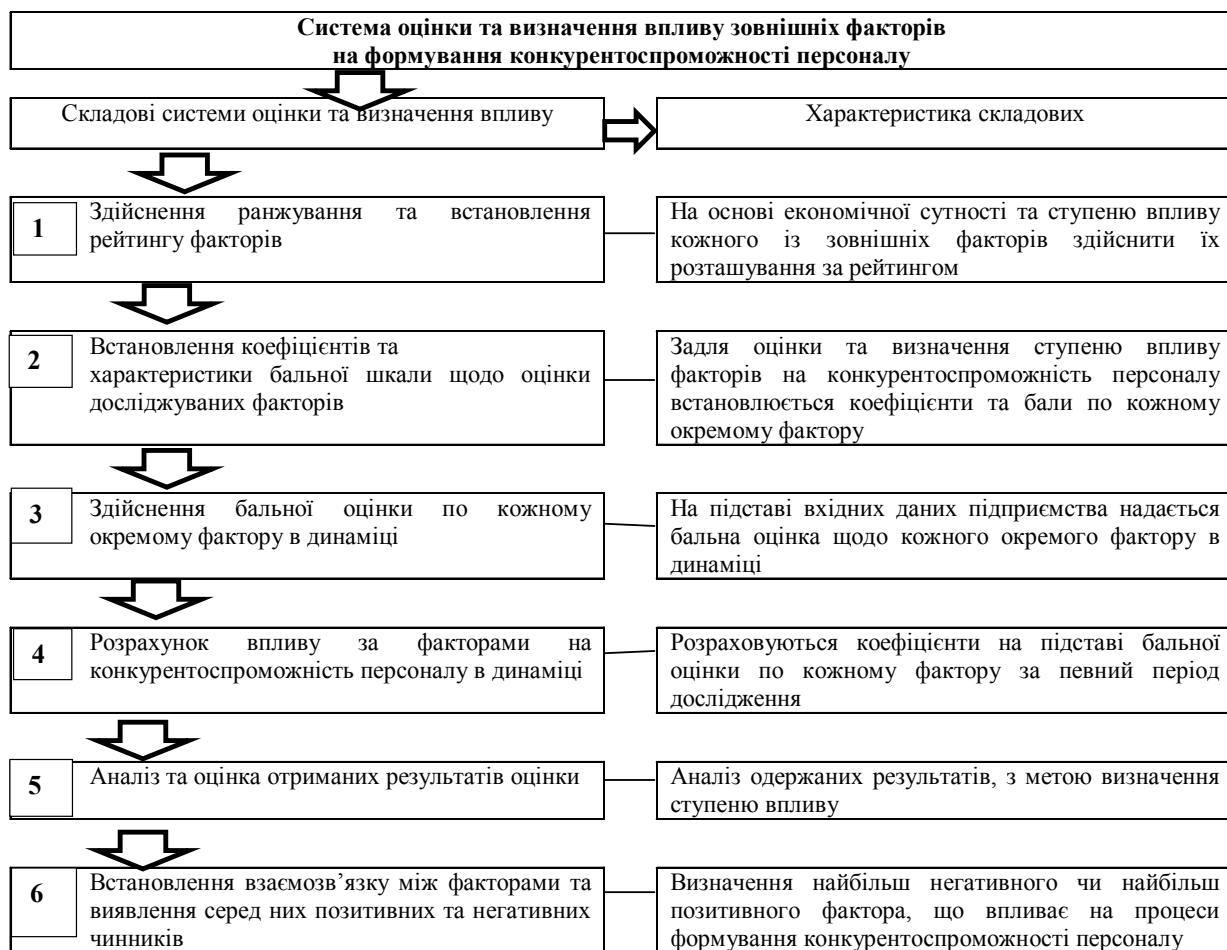 Система оцінки та визначення впливу зовнішніх факторів
на формування конкурентоспроможності персоналу
Складові системи оцінки та визначення впливу
Характеристика складових
1
Здійснення ранжування та встановлення
рейтингу факторів
На основі економічної сутності та ступеню впливу
кожного із зовнішніх факторів здійснити їх
розташування за рейтингом
2
Встановлення коефіцієнтів та
характеристики бальної шкали щодо оцінки
досліджуваних факторів
Задля оцінки та визначення ступеню впливу
факторів на конкурентоспроможність персоналу
встановлюється коефіцієнти та бали по кожному
окремому фактору
3
Здійснення бальної оцінки по кожному
окремому фактору в динаміці
На підставі вхідних даних підприємства надається
бальна оцінка щодо кожного окремого фактору в
динаміці
4
Розрахунок впливу за факторами на
конкурентоспроможність персоналу в динаміці
Розраховуються коефіцієнти на підставі бальної
оцінки по кожному фактору за певний період
дослідження
5
Аналіз та оцінка отриманих результатів оцінки
Аналіз одержаних результатів, з метою визначення
ступеню впливу
6
Встановлення взаємозв’язку між факторами та
виявлення серед них позитивних та негативних
чинників
Визначення найбільш негативного чи найбільш
позитивного фактора, що впливає на процеси
формування конкурентоспроможності персоналу